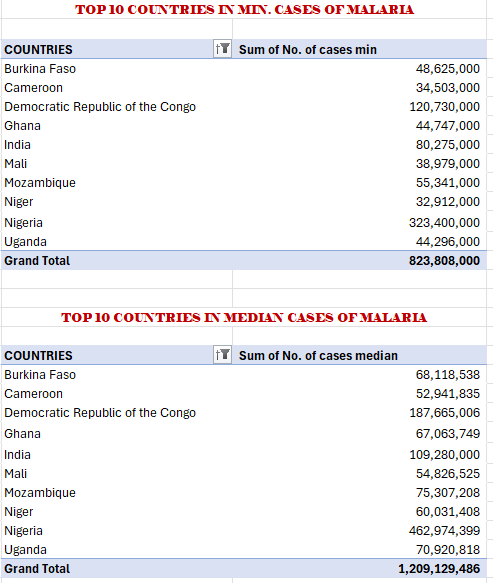 TOP 10 COUNTRIES IN MIN. CASES OF MALARIA
COUNTRIES Sum of No. of cases min
Burkina Faso 48,625,000
Cameroon 34,503,000
Democratic Republic of the Congo 120,730,000
Ghana 44,747,000
India 80,275,000
Mali 38,979,000
Mozambique 55,341,000
Niger 32,912,000
Nigeria 323,400,000
Uganda 44,296,000
Grand Total 823,808,000
TOP 10 COUNTRIES IN MEDIAN CASES OF MALARIA
COUNTRIES Sum of No. of cases median
Burkina Faso 68,118,538
Cameroon 52,941,835
Democratic Republic of the Congo 187,665,006
Ghana 67,063,749
India 109,280,000
Mali 54,826,525
Mozambique 75,307,208
Niger 60,031,408
Nigeria 462,974,399
Uganda 70,920,818
Grand Total 1,209,129,486